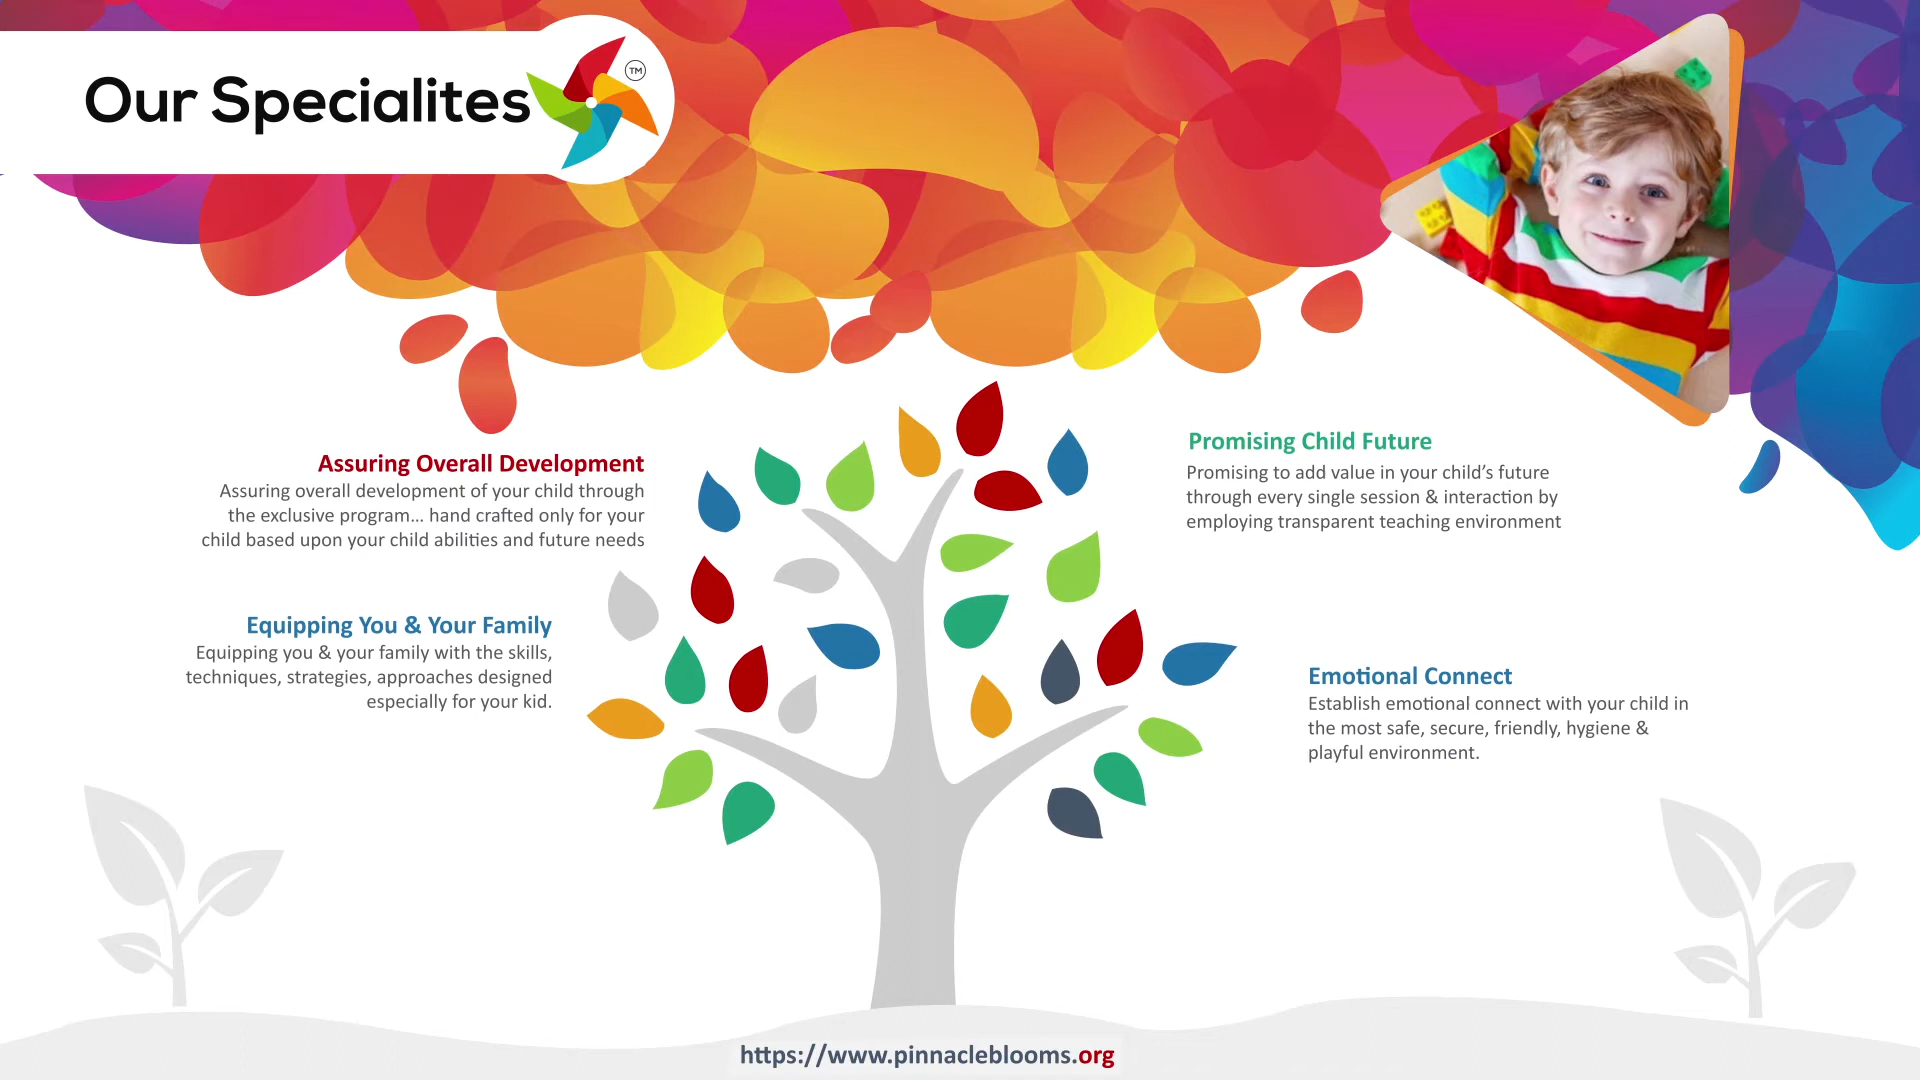 Our Specialites
TM
Assuring Overall Development
Assuring overall development of your child through
the exclusive program... hand crafted only for your
child based upon your child abilities and future needs
Equipping You & Your Family
Equipping you & your family with the skills,
techniques, strategies, approaches designed
especially for your kid.
Promising Child Future
Promising to add value in your child’s future
through every single session & interaction by
employing transparent teaching environment
Emotional Connect
Establish emotional connect with your child in
the most safe, secure, friendly, hygiene &
playful environment.
https://www.pinnacleblooms.org